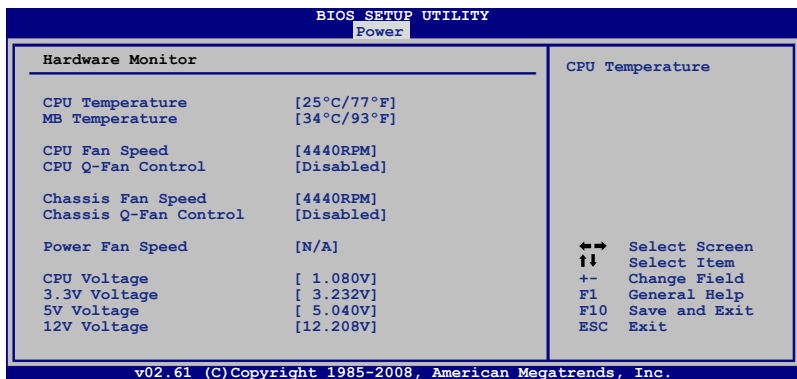 BIOS SETUP UTILITY
Power
Hardware Monitor
CPU Temperature [25°C/77°F]
MB Temperature [34°C/93°F]
CPU Fan Speed [4440RPM]
CPU Q-Fan Control [Disabled]
Chassis Fan Speed [4440RPM]
Chassis Q-Fan Control [Disabled]
Power Fan Speed [N/A]
CPU Voltage [ 1.080V]
3.3V Voltage [ 3.232V]
5V Voltage [ 5.040V]
12V Voltage [12.208V]
CPU Temperature
←→ Select Screen
↑↓ Select Item
+- Change Field
F1 General Help
F10 Save and Exit
ESC Exit
v02.61 (C)Copyright 1985-2008, American Megatrends, Inc.